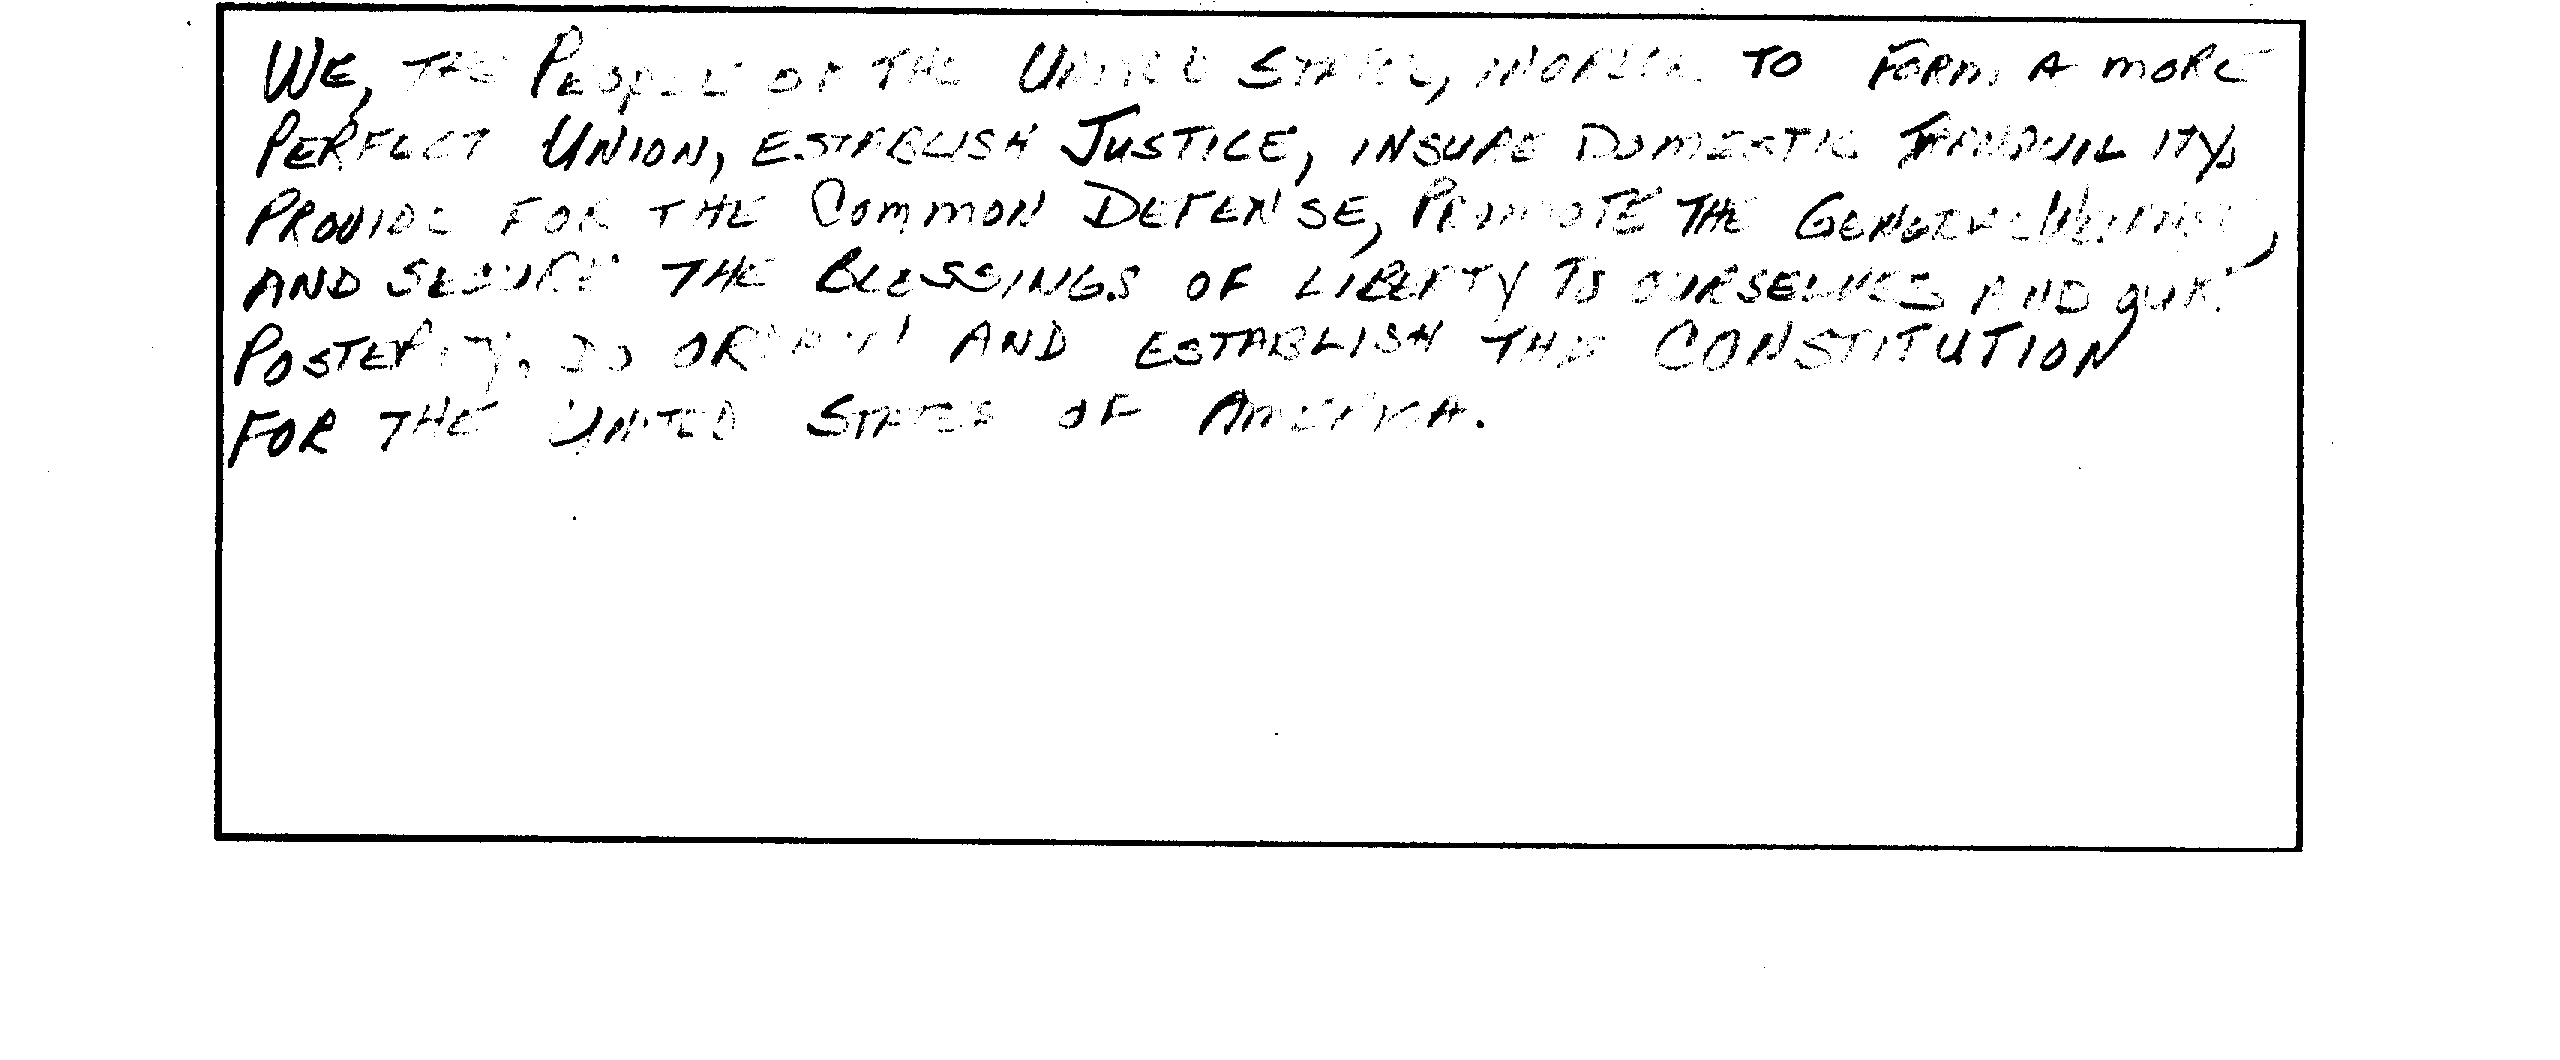 We, the People of the United States, in order to form a more
perfect Union, establish Justice, insure Domestic Tranquility,
provide for the Common Defense, Promote the General Welfare,
and secure the Blessings of Liberty to ourselves and our
Posterity, do ordain and establish this CONSTITUTION
for the United States of America.